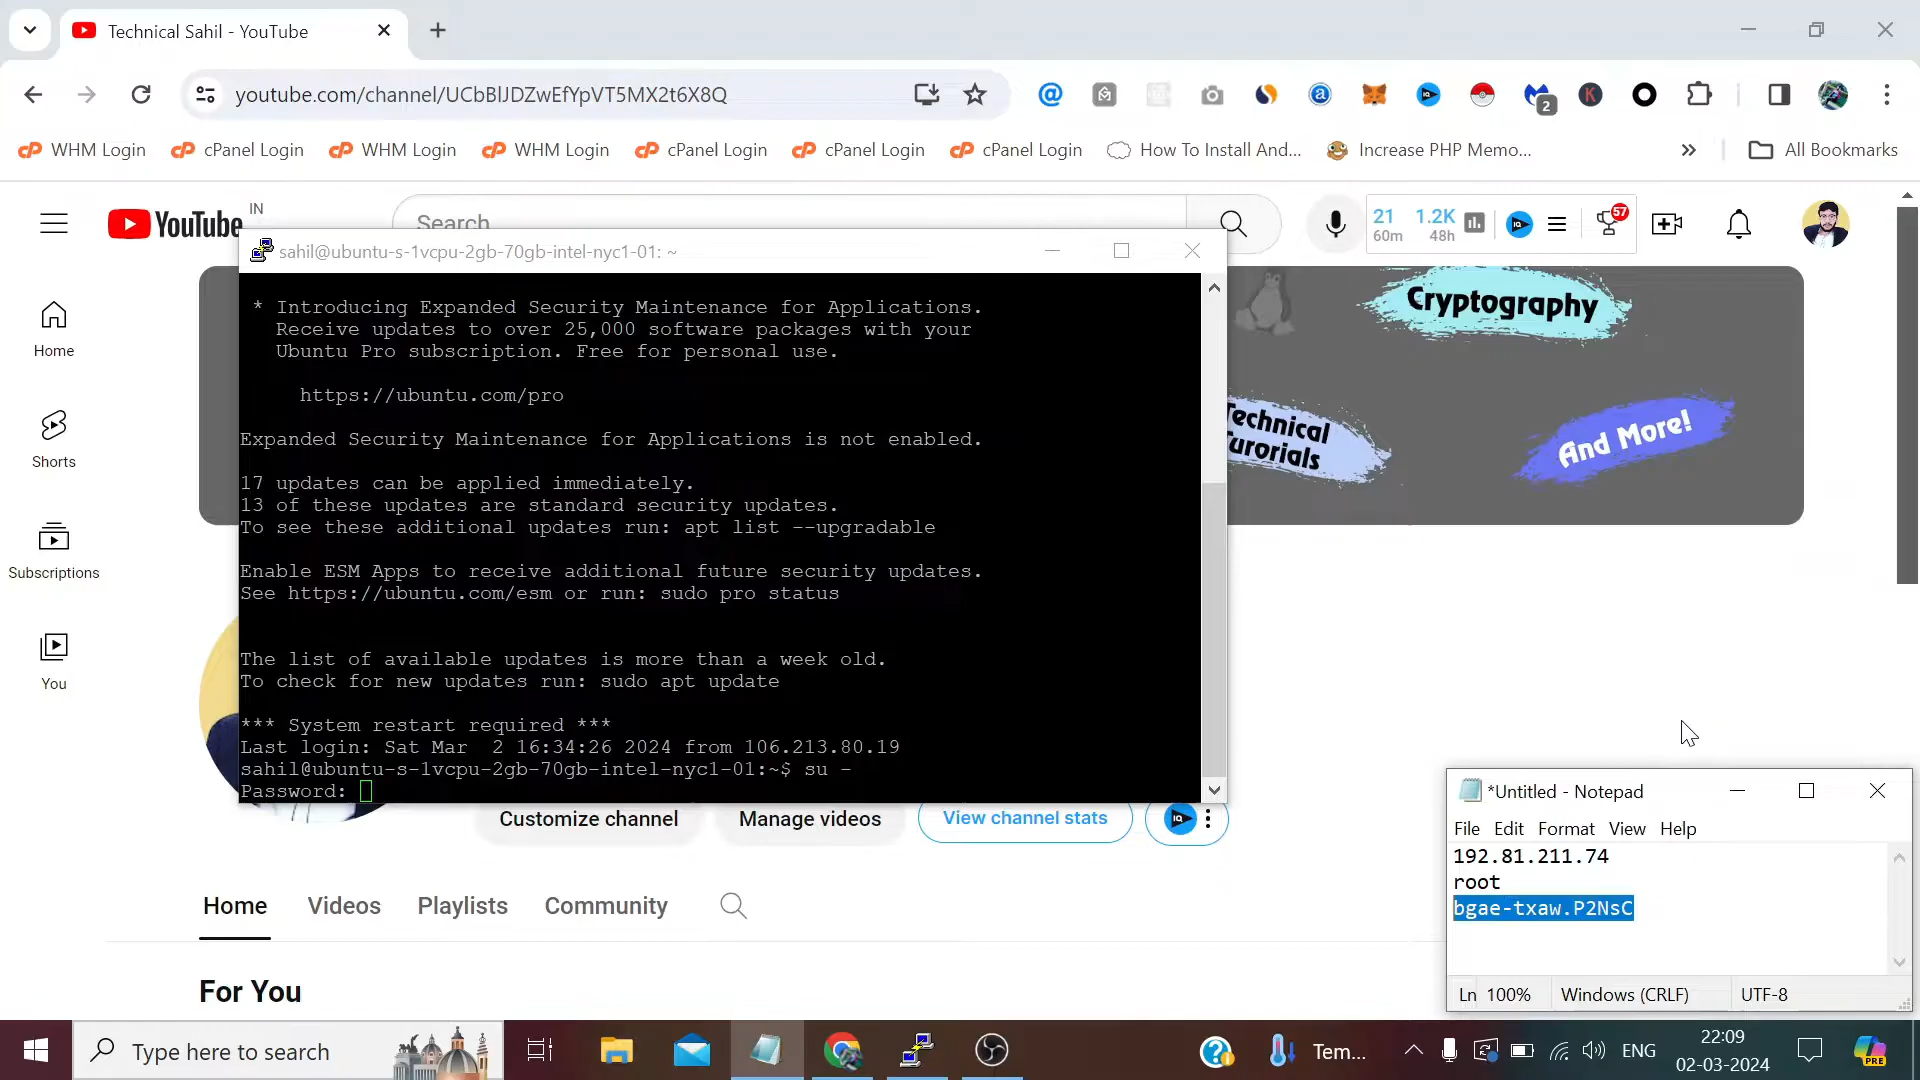 Technical Sahil - YouTube
youtube.com/channel/UCbBlJDZwEfYpVT5MX2t6X8Q
2
WHM Login
cPanel Login
WHM Login
WHM Login
cPanel Login
cPanel Login
cPanel Login
How To Install And...
Increase PHP Memo...
All Bookmarks
YouTube
IN
Search
21
60m
1.2K
48h
57
Home
Shorts
Subscriptions
You
Cryptography
Technical
Turorials
And More!
sahil@ubuntu-s-1vcpu-2gb-70gb-intel-nyc1-01: ~
* Introducing Expanded Security Maintenance for Applications.
Receive updates to over 25,000 software packages with your
Ubuntu Pro subscription. Free for personal use.
https://ubuntu.com/pro
Expanded Security Maintenance for Applications is not enabled.
17 updates can be applied immediately.
13 of these updates are standard security updates.
To see these additional updates run: apt list --upgradable
Enable ESM Apps to receive additional future security updates.
See https://ubuntu.com/esm or run: sudo pro status
The list of available updates is more than a week old.
To check for new updates run: sudo apt update
*** System restart required ***
Last login: Sat Mar  2 16:34:26 2024 from 106.213.80.19
sahil@ubuntu-s-1vcpu-2gb-70gb-intel-nyc1-01:~$ su -
Password:
Customize channel
Manage videos
View channel stats
Home
Videos
Playlists
Community
For You
*Untitled - Notepad
File Edit Format View Help
192.81.211.74
root
bgae-txaw.P2NsC
Ln 100% Windows (CRLF) UTF-8
Type here to search
Tem...
ENG
22:09
02-03-2024
PRE